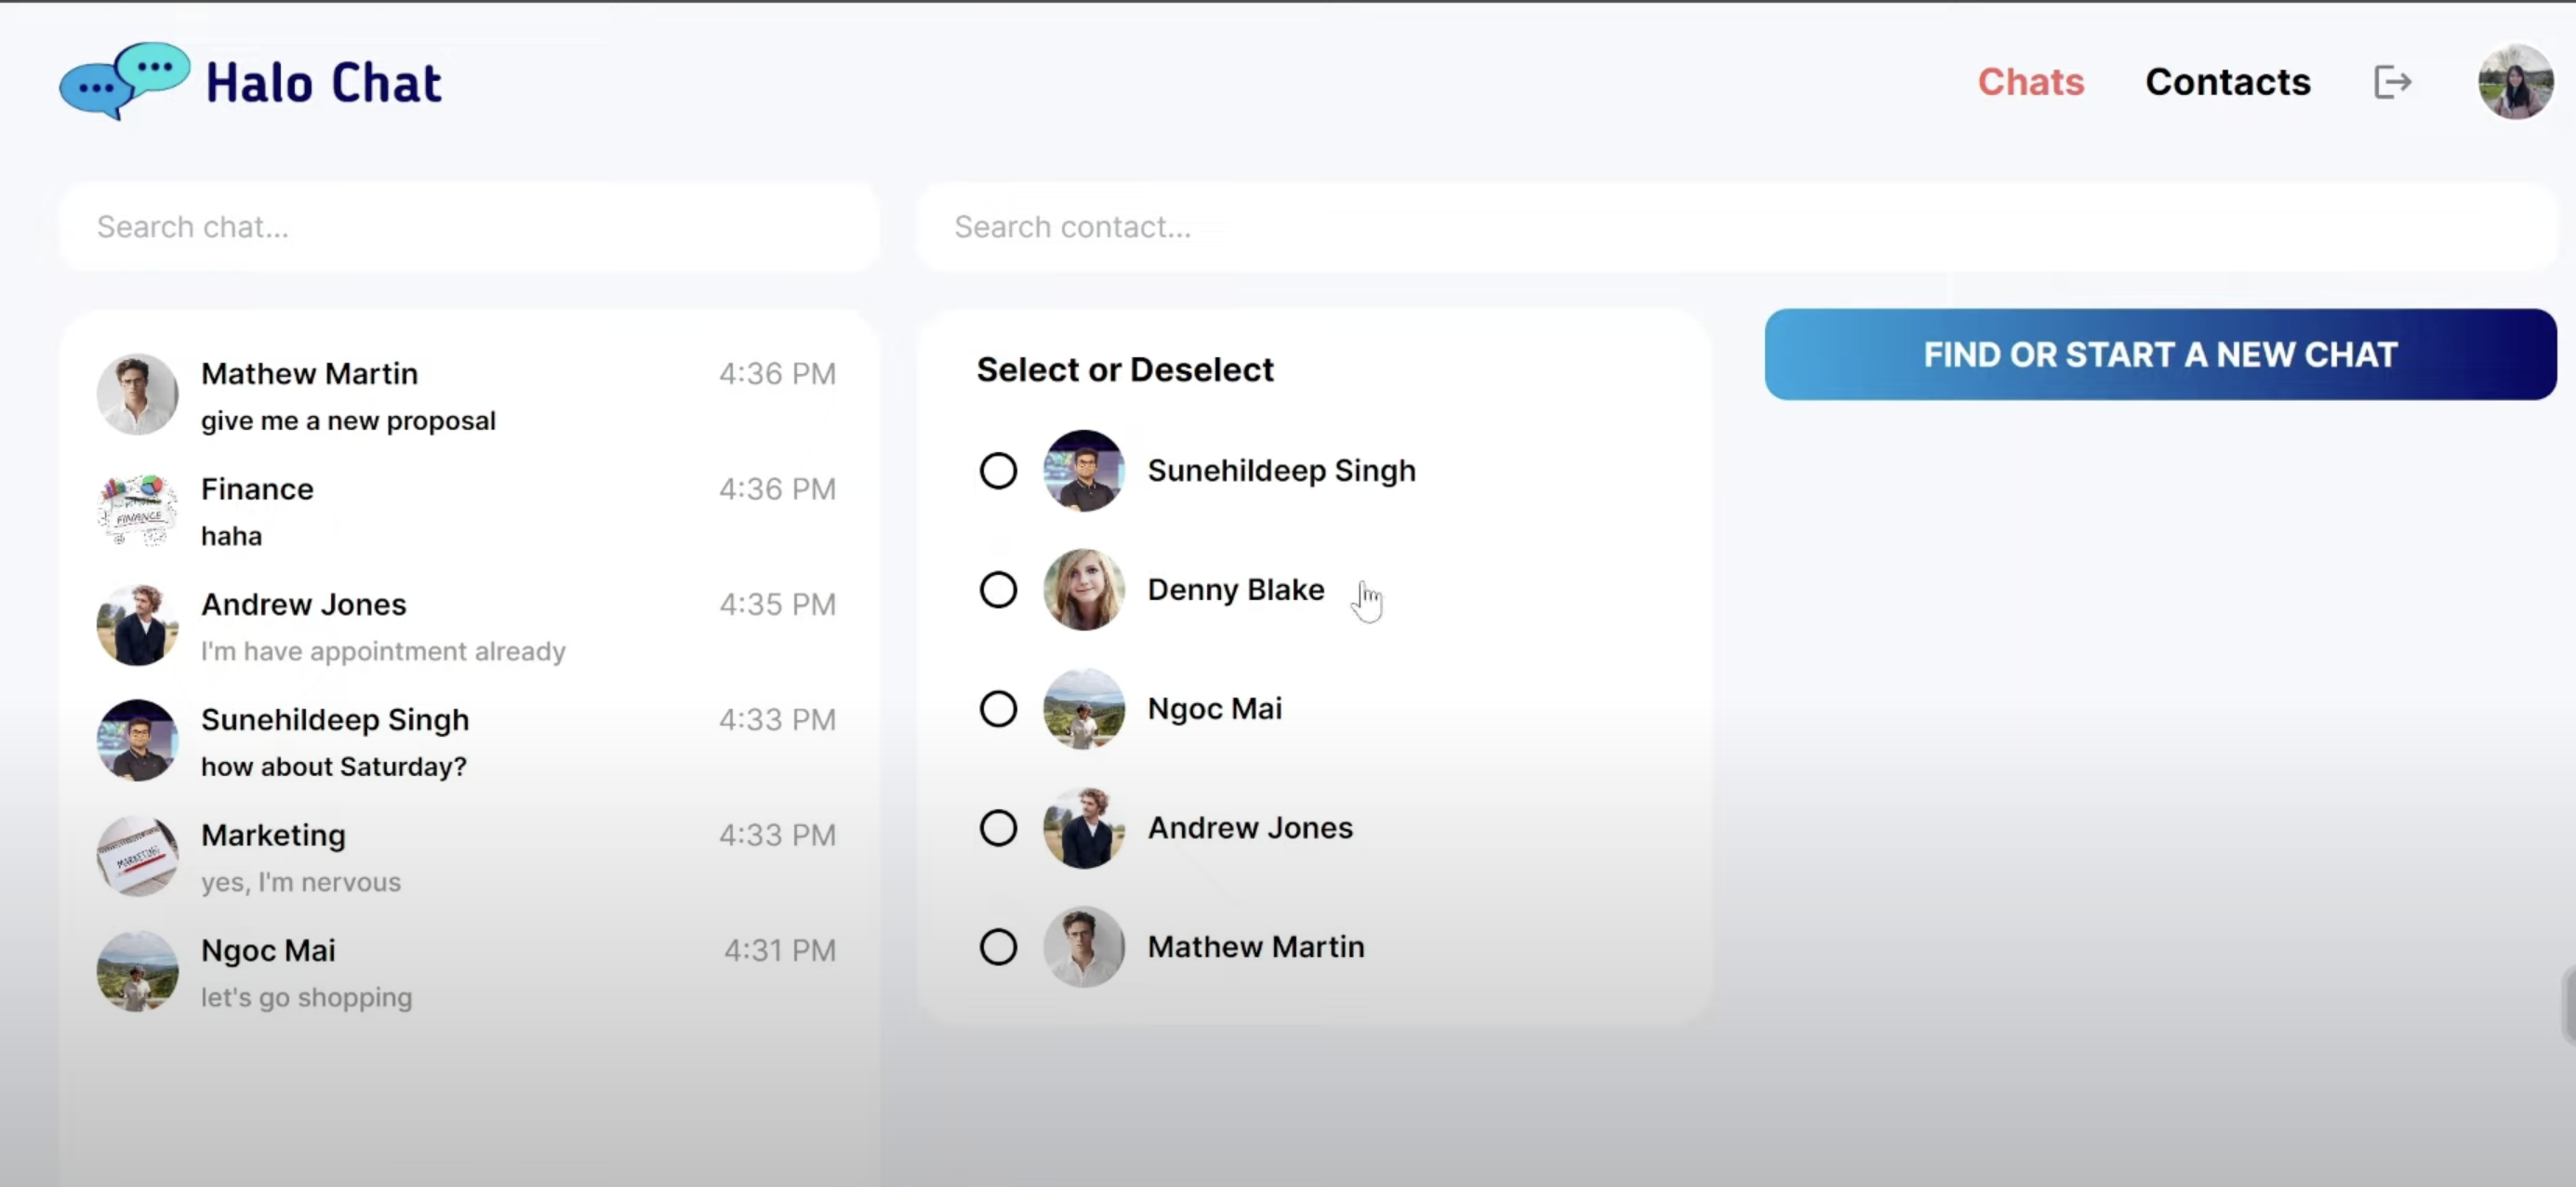 Halo Chat
Chats
Contacts
Search chat...
Search contact...
Mathew Martin
4:36 PM
give me a new proposal
Finance
4:36 PM
haha
FINANCE
Andrew Jones
4:35 PM
I'm have appointment already
Sunehildeep Singh
4:33 PM
how about Saturday?
Marketing
4:33 PM
yes, I'm nervous
MARKETING
Ngoc Mai
4:31 PM
let's go shopping
Select or Deselect
Sunehildeep Singh
Denny Blake
Ngoc Mai
Andrew Jones
Mathew Martin
FIND OR START A NEW CHAT